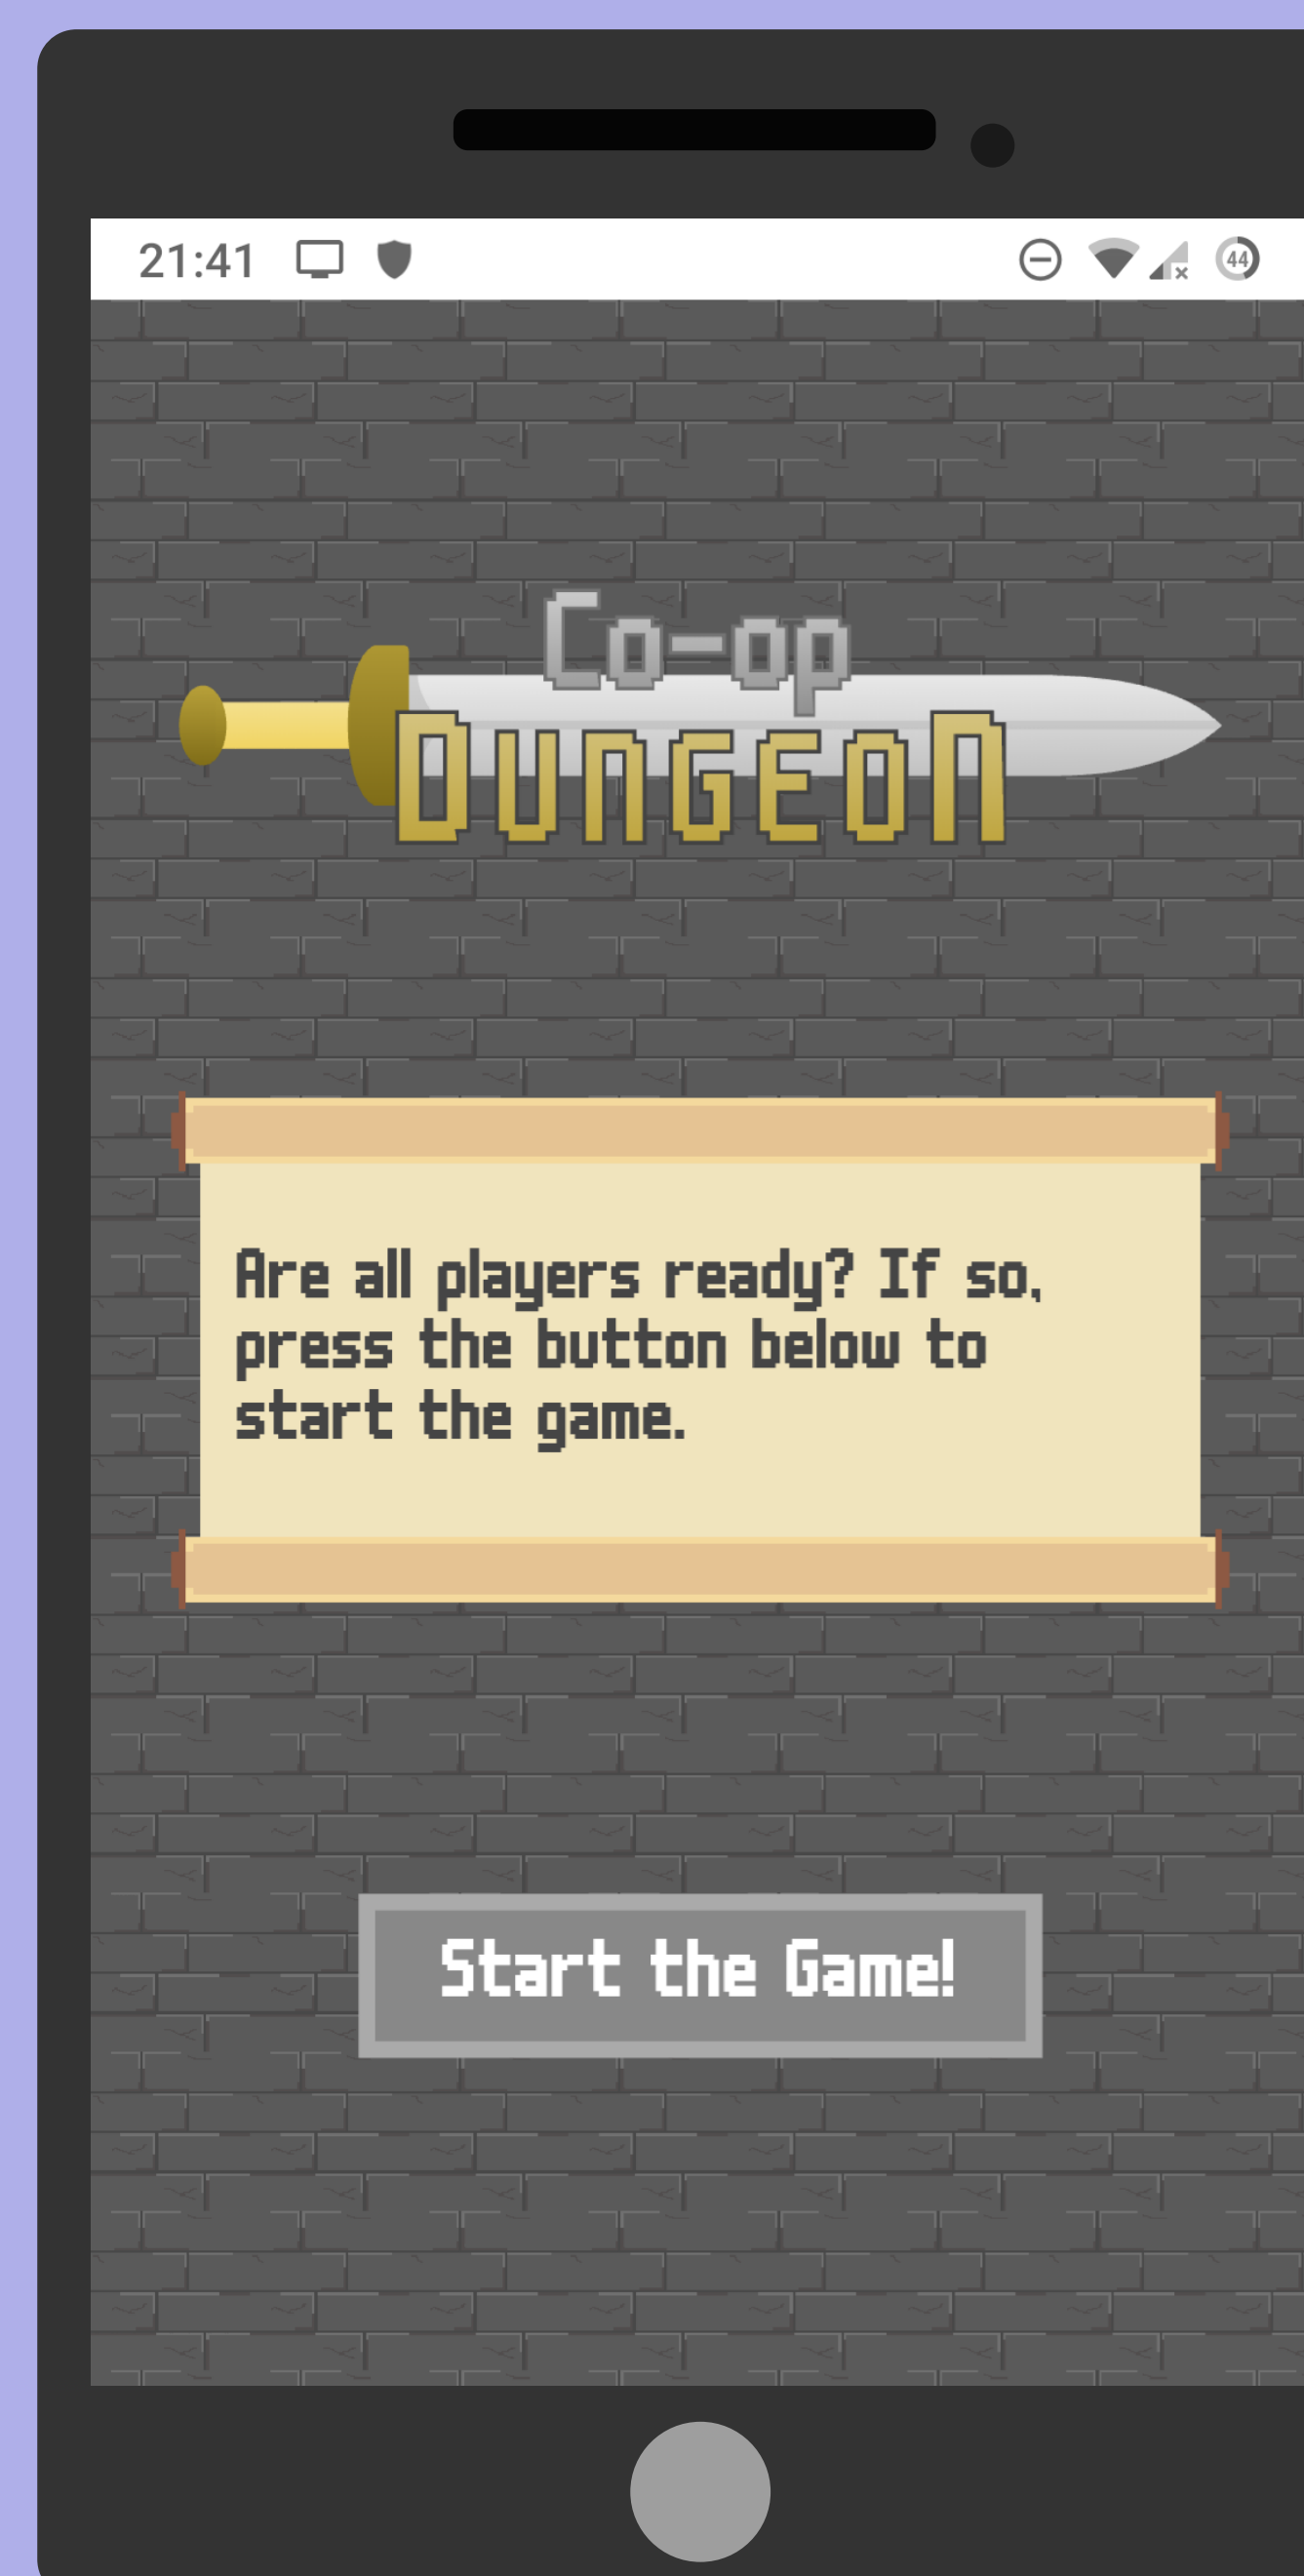 21:41 44
Co-op
DUNGEON
Are all players ready? If so,
press the button below to
start the game.
Start the Game!